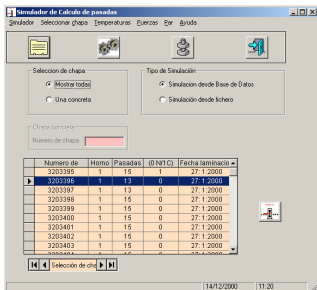 Simulador de Calculo de pasadas
Simulador Seleccionar chapa Temperaturas Fuerzas Par Ayuda
Seleccion de chapa
Mostrar todas
Una concreta
Tipo de Simulación
Simulacion desde Base de Datos
Simulación desde fichero
Chapa concreta
Número de chapa
Numero de Horno Pasadas (0 N/1 C) Fecha laminacio
3203395 1 15 1 27: 1:2000
3203396 1 13 0 27: 1:2000
3203397 1 13 0 27: 1:2000
3203398 1 15 0 27: 1:2000
3203399 1 15 0 27: 1:2000
3203400 1 15 0 27: 1:2000
3203401 1 15 0 27: 1:2000
3203402 1 15 0 27: 1:2000
3203403 1 15 0 27: 1:2000
Selección de cha
14/12/2000 11:20